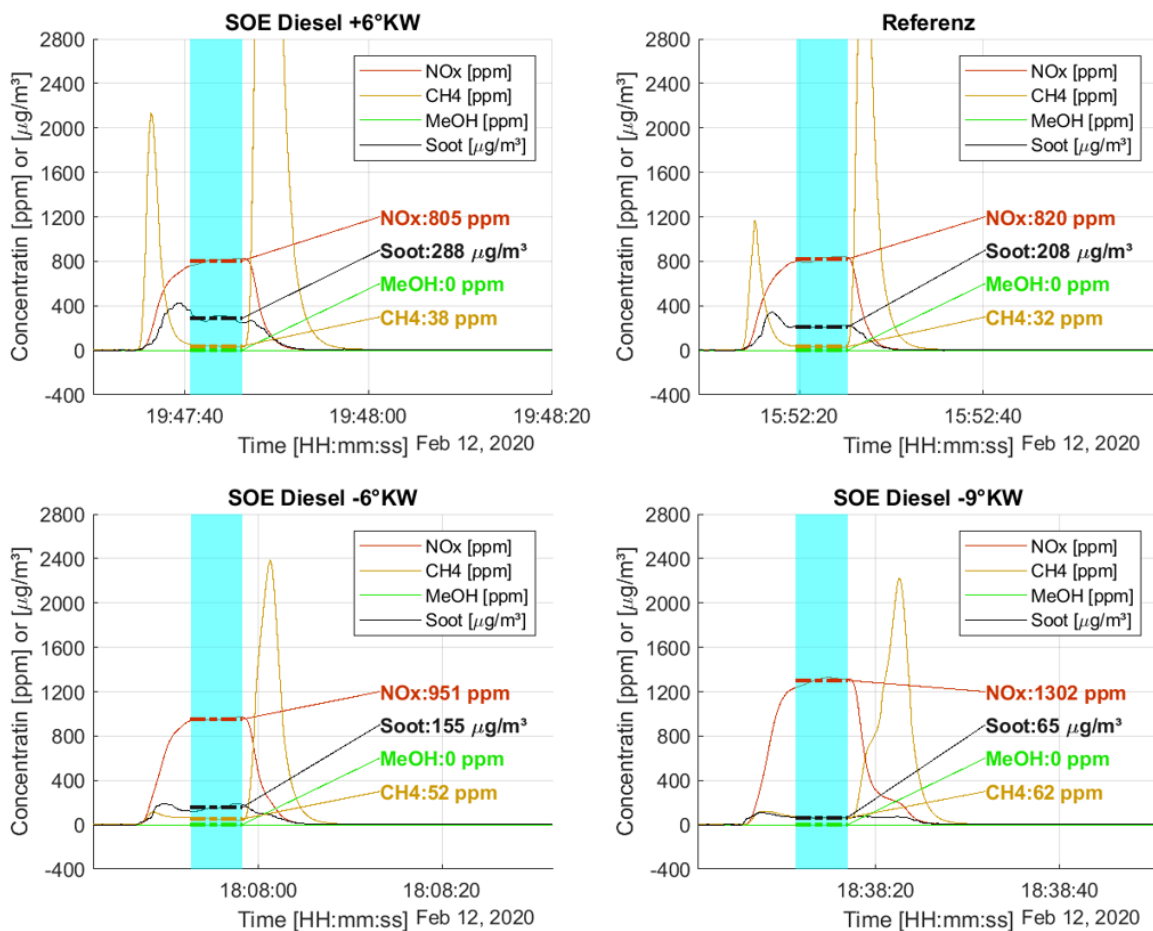 SOE Diesel +6°KW
2800
2400
2000
1600
1200
800
400
0
-400
Concentratin [ppm] or [μg/m³]
NOx [ppm]
CH4 [ppm]
MeOH [ppm]
Soot [μg/m³]
NOx:805 ppm
Soot:288 μg/m³
MeOH:0 ppm
CH4:38 ppm
19:47:40 19:48:00 19:48:20
Time [HH:mm:ss] Feb 12, 2020
Referenz
2800
2400
2000
1600
1200
800
400
0
-400
Concentratin [ppm] or [μg/m³]
NOx [ppm]
CH4 [ppm]
MeOH [ppm]
Soot [μg/m³]
NOx:820 ppm
Soot:208 μg/m³
MeOH:0 ppm
CH4:32 ppm
15:52:20 15:52:40
Time [HH:mm:ss] Feb 12, 2020
SOE Diesel -6°KW
2800
2400
2000
1600
1200
800
400
0
-400
Concentratin [ppm] or [μg/m³]
NOx [ppm]
CH4 [ppm]
MeOH [ppm]
Soot [μg/m³]
NOx:951 ppm
Soot:155 μg/m³
MeOH:0 ppm
CH4:52 ppm
18:08:00 18:08:20
Time [HH:mm:ss] Feb 12, 2020
SOE Diesel -9°KW
2800
2400
2000
1600
1200
800
400
0
-400
Concentratin [ppm] or [μg/m³]
NOx [ppm]
CH4 [ppm]
MeOH [ppm]
Soot [μg/m³]
NOx:1302 ppm
Soot:65 μg/m³
MeOH:0 ppm
CH4:62 ppm
18:38:20 18:38:40
Time [HH:mm:ss] Feb 12, 2020